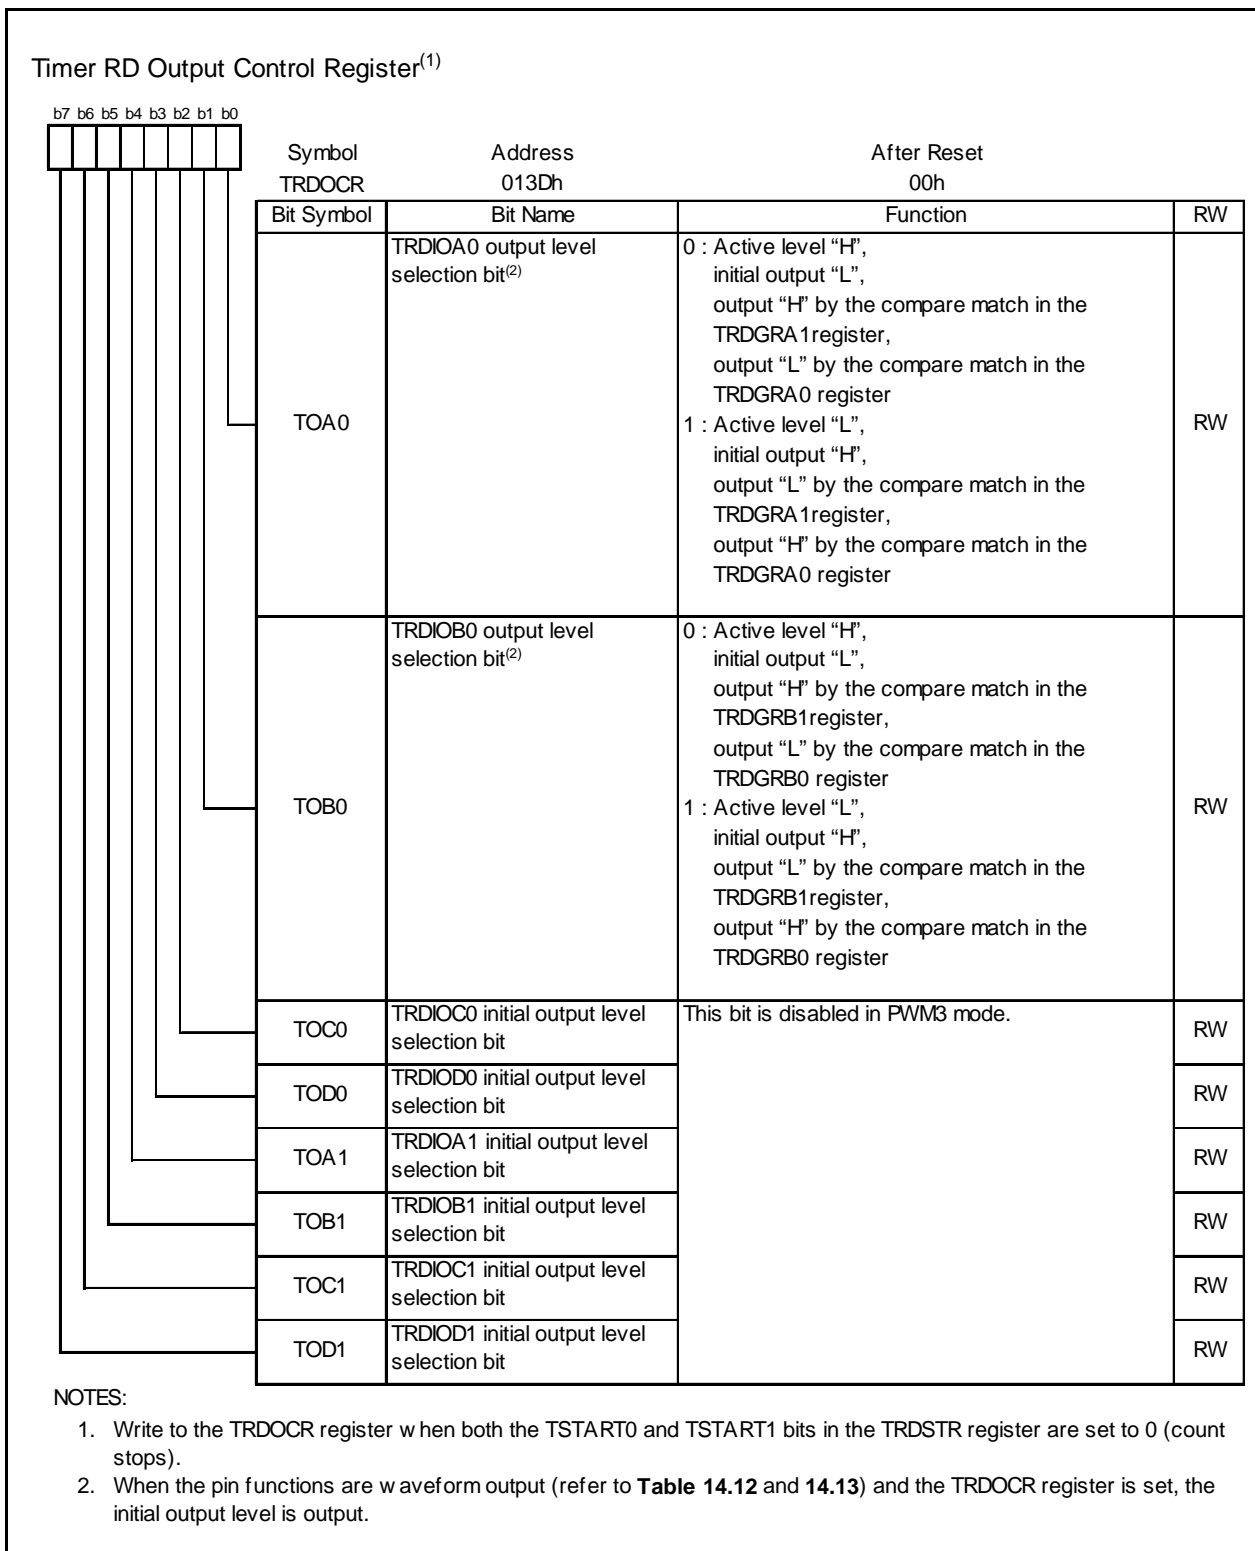 Timer RD Output Control Register(1)
b7 b6 b5 b4 b3 b2 b1 b0
Symbol Address After Reset
TRDOCR 013Dh 00h
Bit Symbol Bit Name Function RW
TOA0
TRDIOA0 output level
selection bit(2)
0 : Active level “H”,
initial output “L”,
output “H” by the compare match in the
TRDGRA1register,
output “L” by the compare match in the
TRDGRA0 register
1 : Active level “L”,
initial output “H”,
output “L” by the compare match in the
TRDGRA1register,
output “H” by the compare match in the
TRDGRA0 register
RW
TOB0
TRDIOB0 output level
selection bit(2)
0 : Active level “H”,
initial output “L”,
output “H” by the compare match in the
TRDGRB1register,
output “L” by the compare match in the
TRDGRB0 register
1 : Active level “L”,
initial output “H”,
output “L” by the compare match in the
TRDGRB1register,
output “H” by the compare match in the
TRDGRB0 register
RW
TOC0
TRDIOC0 initial output level
selection bit
This bit is disabled in PWM3 mode.
RW
TOD0
TRDIOD0 initial output level
selection bit
RW
TOA1
TRDIOA1 initial output level
selection bit
RW
TOB1
TRDIOB1 initial output level
selection bit
RW
TOC1
TRDIOC1 initial output level
selection bit
RW
TOD1
TRDIOD1 initial output level
selection bit
RW
NOTES:
1. Write to the TRDOCR register when both the TSTART0 and TSTART1 bits in the TRDSTR register are set to 0 (count
stops).
2. When the pin functions are waveform output (refer to Table 14.12 and 14.13) and the TRDOCR register is set, the
initial output level is output.